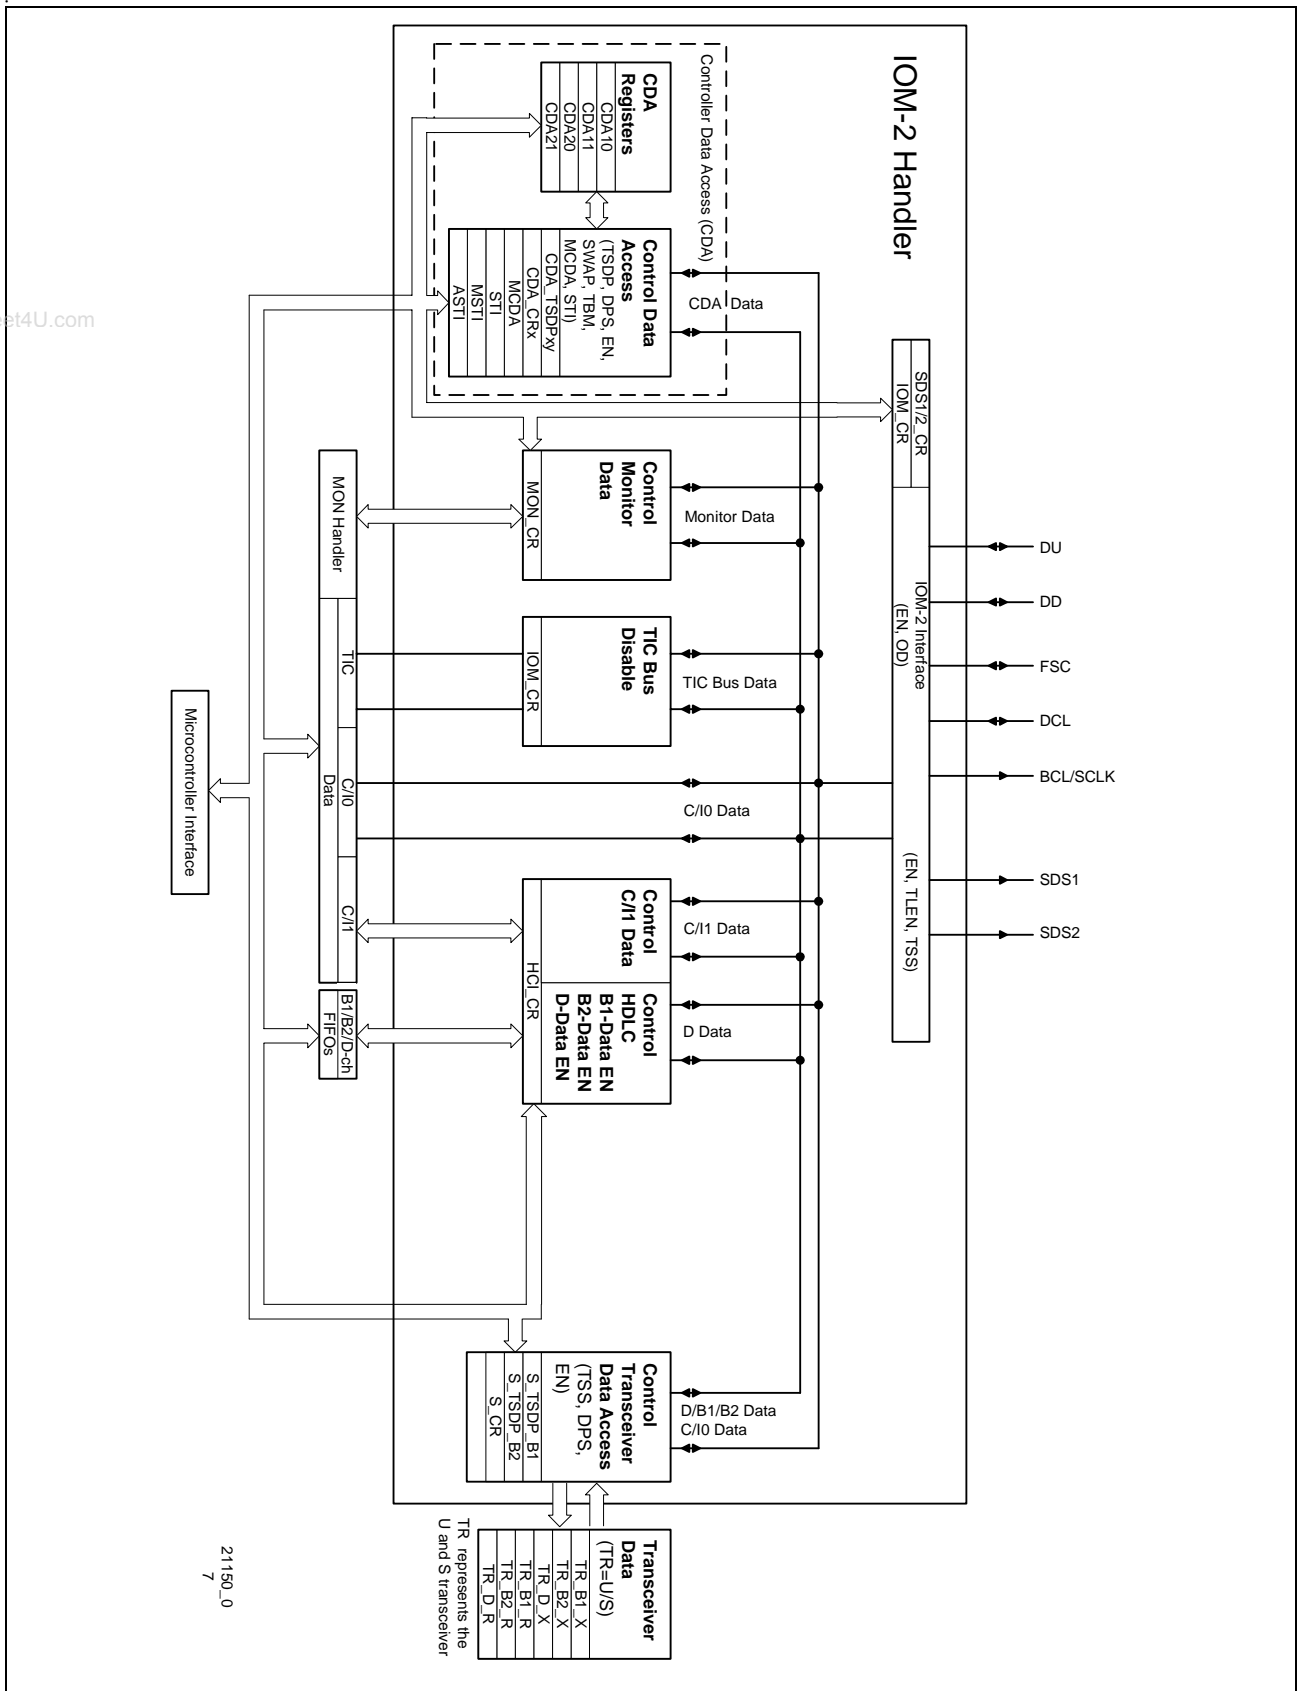 et4U.com
IOM-2 Handler
Controller Data Access (CDA)
CDA
Registers
CDA10
CDA11
CDA20
CDA21
Control Data
Access
(TSDP, DPS, EN,
SWAP, TBM,
MCDA, STI)
CDA_TSDPxy
CDA_CRx
MCDA
STI
MSTI
ASTI
CDA Data
SDS1/2_CR
IOM_CR
IOM-2 Interface
(EN, OD)
(EN, TLEN, TSS)
DU
DD
FSC
DCL
BCL/SCLK
SDS1
SDS2
Control
Monitor
Data
MON_CR
Monitor Data
TIC Bus
Disable
IOM_CR
TIC Bus Data
C/I0 Data
Control
C/I1 Data
C/I1 Data
Control
HDLC
B1-Data EN
B2-Data EN
D-Data EN
HCI_CR
D Data
MON Handler
TIC
C/I0
C/I1
Data
B1/B2/D-ch
FIFOs
Microcontroller Interface
Control
Transceiver
Data Access
(TSS, DPS,
EN)
S_TSDP_B1
S_TSDP_B2
S_CR
D/B1/B2 Data
C/I0 Data
Transceiver
Data
(TR=U/S)
TR_B1_X
TR_B2_X
TR_D_X
TR_B1_R
TR_B2_R
TR_D_R
TR represents the
U and S transceiver
21150_0
7